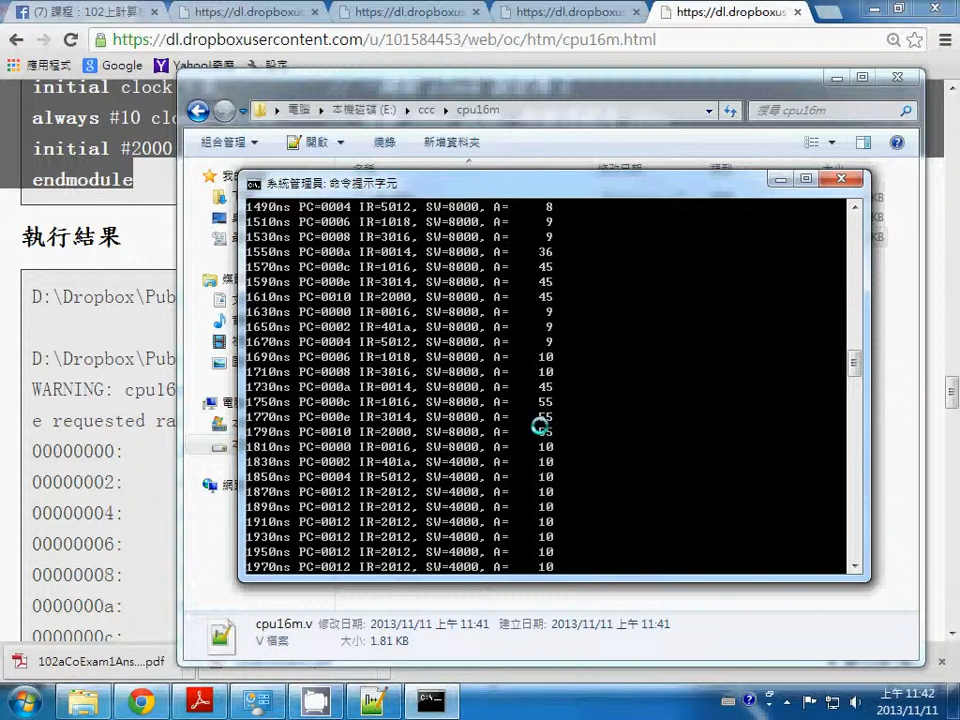 (7) 課程：102上計算
https://dl.dropboxus
https://dl.dropboxus
https://dl.dropboxus
https://dl.dropboxus
https://dl.dropboxusercontent.com/u/101584453/web/oc/htm/cpu16m.html
應用程式 Google Yahoo!奇摩 設定
initial clock
always #10 clo
initial #2000
endmodule
執行結果
D:\Dropbox\Pub
D:\Dropbox\Pub
WARNING: cpu16
e requested ra
00000000:
00000002:
00000004:
00000006:
00000008:
0000000a:
0000000c:
電腦 本機磁碟 (E:) ccc cpu16m
搜尋 cpu16m
組合管理 開啟 燒錄 新增資料夾
系統管理員: 命令提示字元
1490ns PC=0004 IR=5012, SW=8000, A= 8
1510ns PC=0006 IR=1018, SW=8000, A= 9
1530ns PC=0008 IR=3016, SW=8000, A= 9
1550ns PC=000a IR=0014, SW=8000, A= 36
1570ns PC=000c IR=1016, SW=8000, A= 45
1590ns PC=000e IR=3014, SW=8000, A= 45
1610ns PC=0010 IR=2000, SW=8000, A= 45
1630ns PC=0000 IR=0016, SW=8000, A= 9
1650ns PC=0002 IR=401a, SW=8000, A= 9
1670ns PC=0004 IR=5012, SW=8000, A= 9
1690ns PC=0006 IR=1018, SW=8000, A= 10
1710ns PC=0008 IR=3016, SW=8000, A= 10
1730ns PC=000a IR=0014, SW=8000, A= 45
1750ns PC=000c IR=1016, SW=8000, A= 55
1770ns PC=000e IR=3014, SW=8000, A= 55
1790ns PC=0010 IR=2000, SW=8000, A= 55
1810ns PC=0000 IR=0016, SW=8000, A= 10
1830ns PC=0002 IR=401a, SW=4000, A= 10
1850ns PC=0004 IR=5012, SW=4000, A= 10
1870ns PC=0012 IR=2012, SW=4000, A= 10
1890ns PC=0012 IR=2012, SW=4000, A= 10
1910ns PC=0012 IR=2012, SW=4000, A= 10
1930ns PC=0012 IR=2012, SW=4000, A= 10
1950ns PC=0012 IR=2012, SW=4000, A= 10
1970ns PC=0012 IR=2012, SW=4000, A= 10
cpu16m.v 修改日期: 2013/11/11 上午 11:41 建立日期: 2013/11/11 上午 11:41
V 檔案 大小: 1.81 KB
102aCoExam1Ans....pdf
上午 11:42
2013/11/11